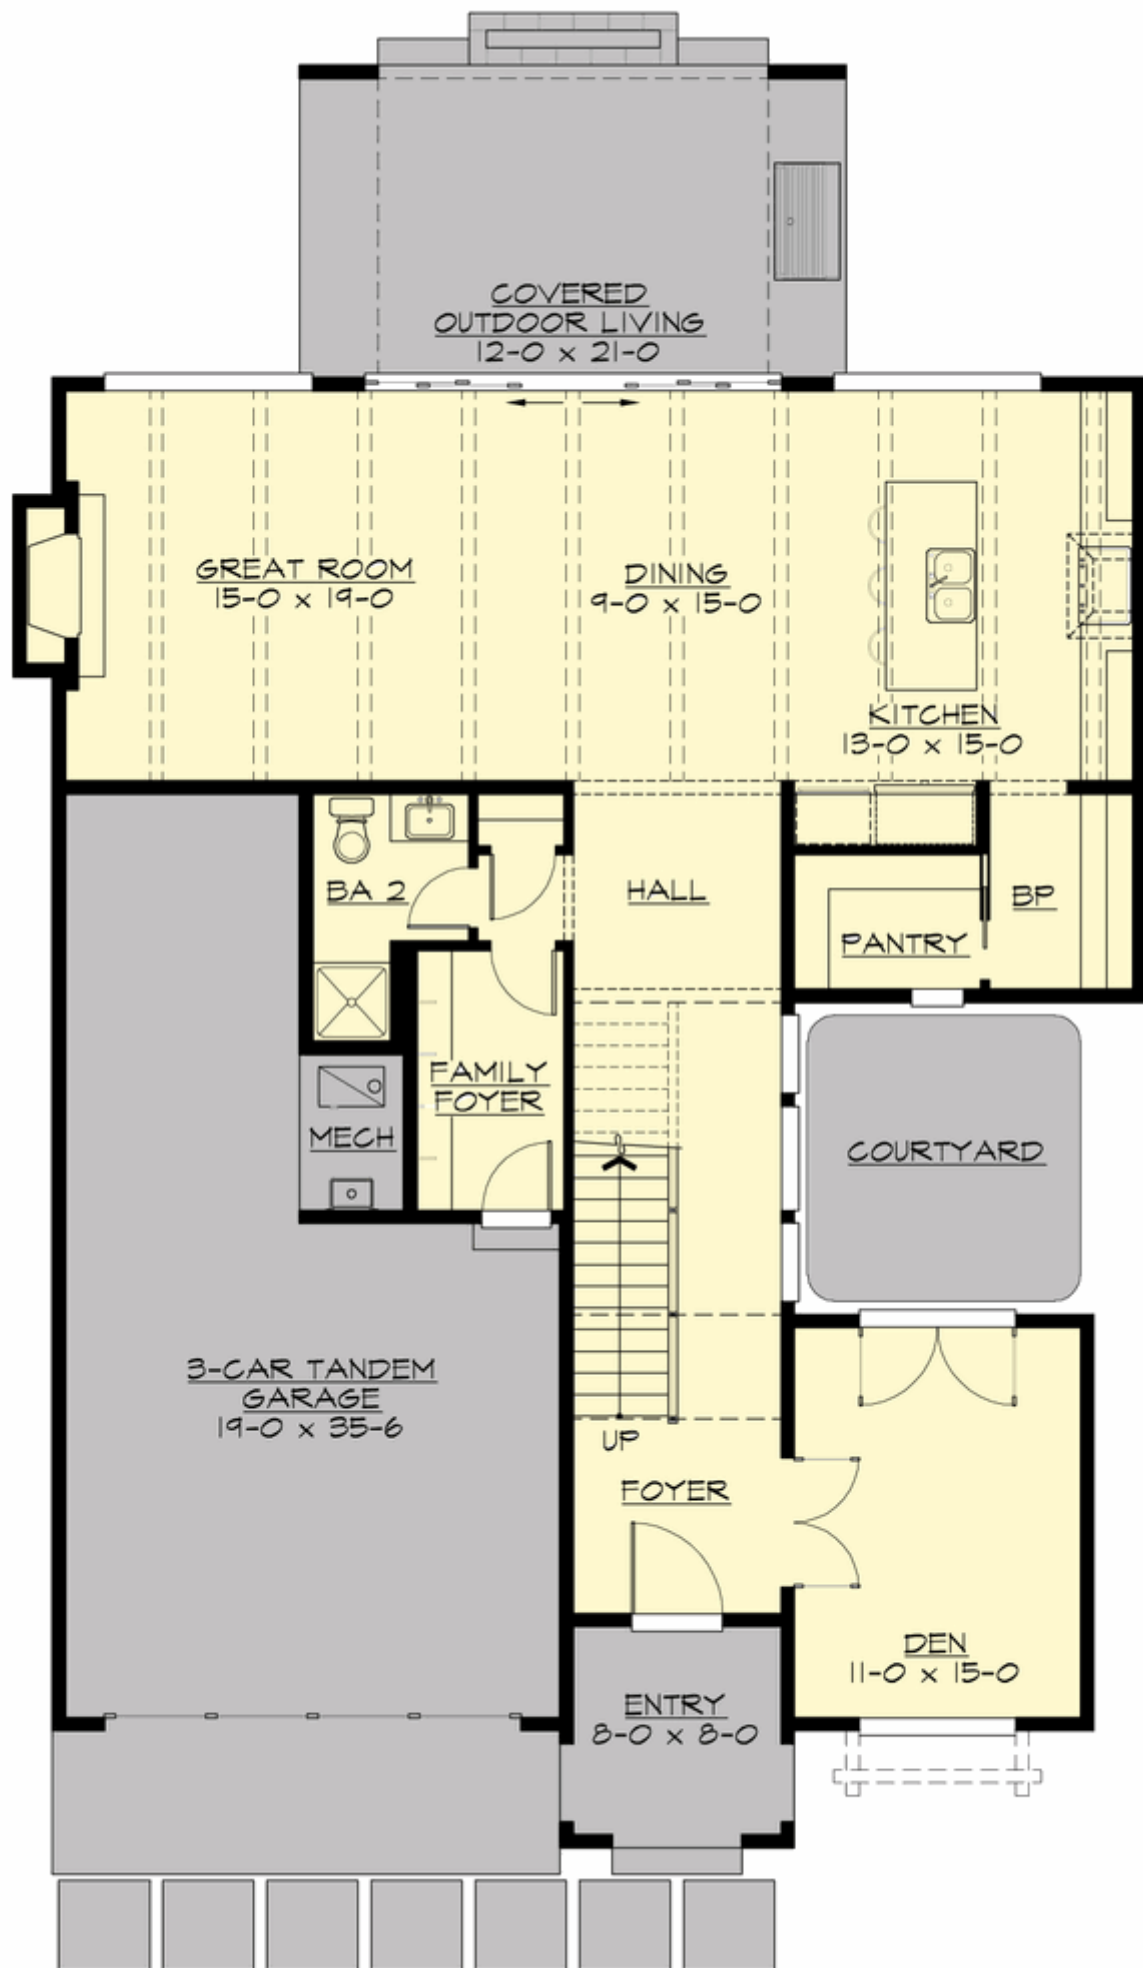 COVERED
OUTDOOR LIVING
12-0 x 21-0
GREAT ROOM
15-0 x 19-0
DINING
9-0 x 15-0
KITCHEN
13-0 x 15-0
BA 2
HALL
BP
PANTRY
FAMILY
FOYER
MECH
COURTYARD
3-CAR TANDEM
GARAGE
19-0 x 35-6
UP
FOYER
DEN
11-0 x 15-0
ENTRY
8-0 x 8-0